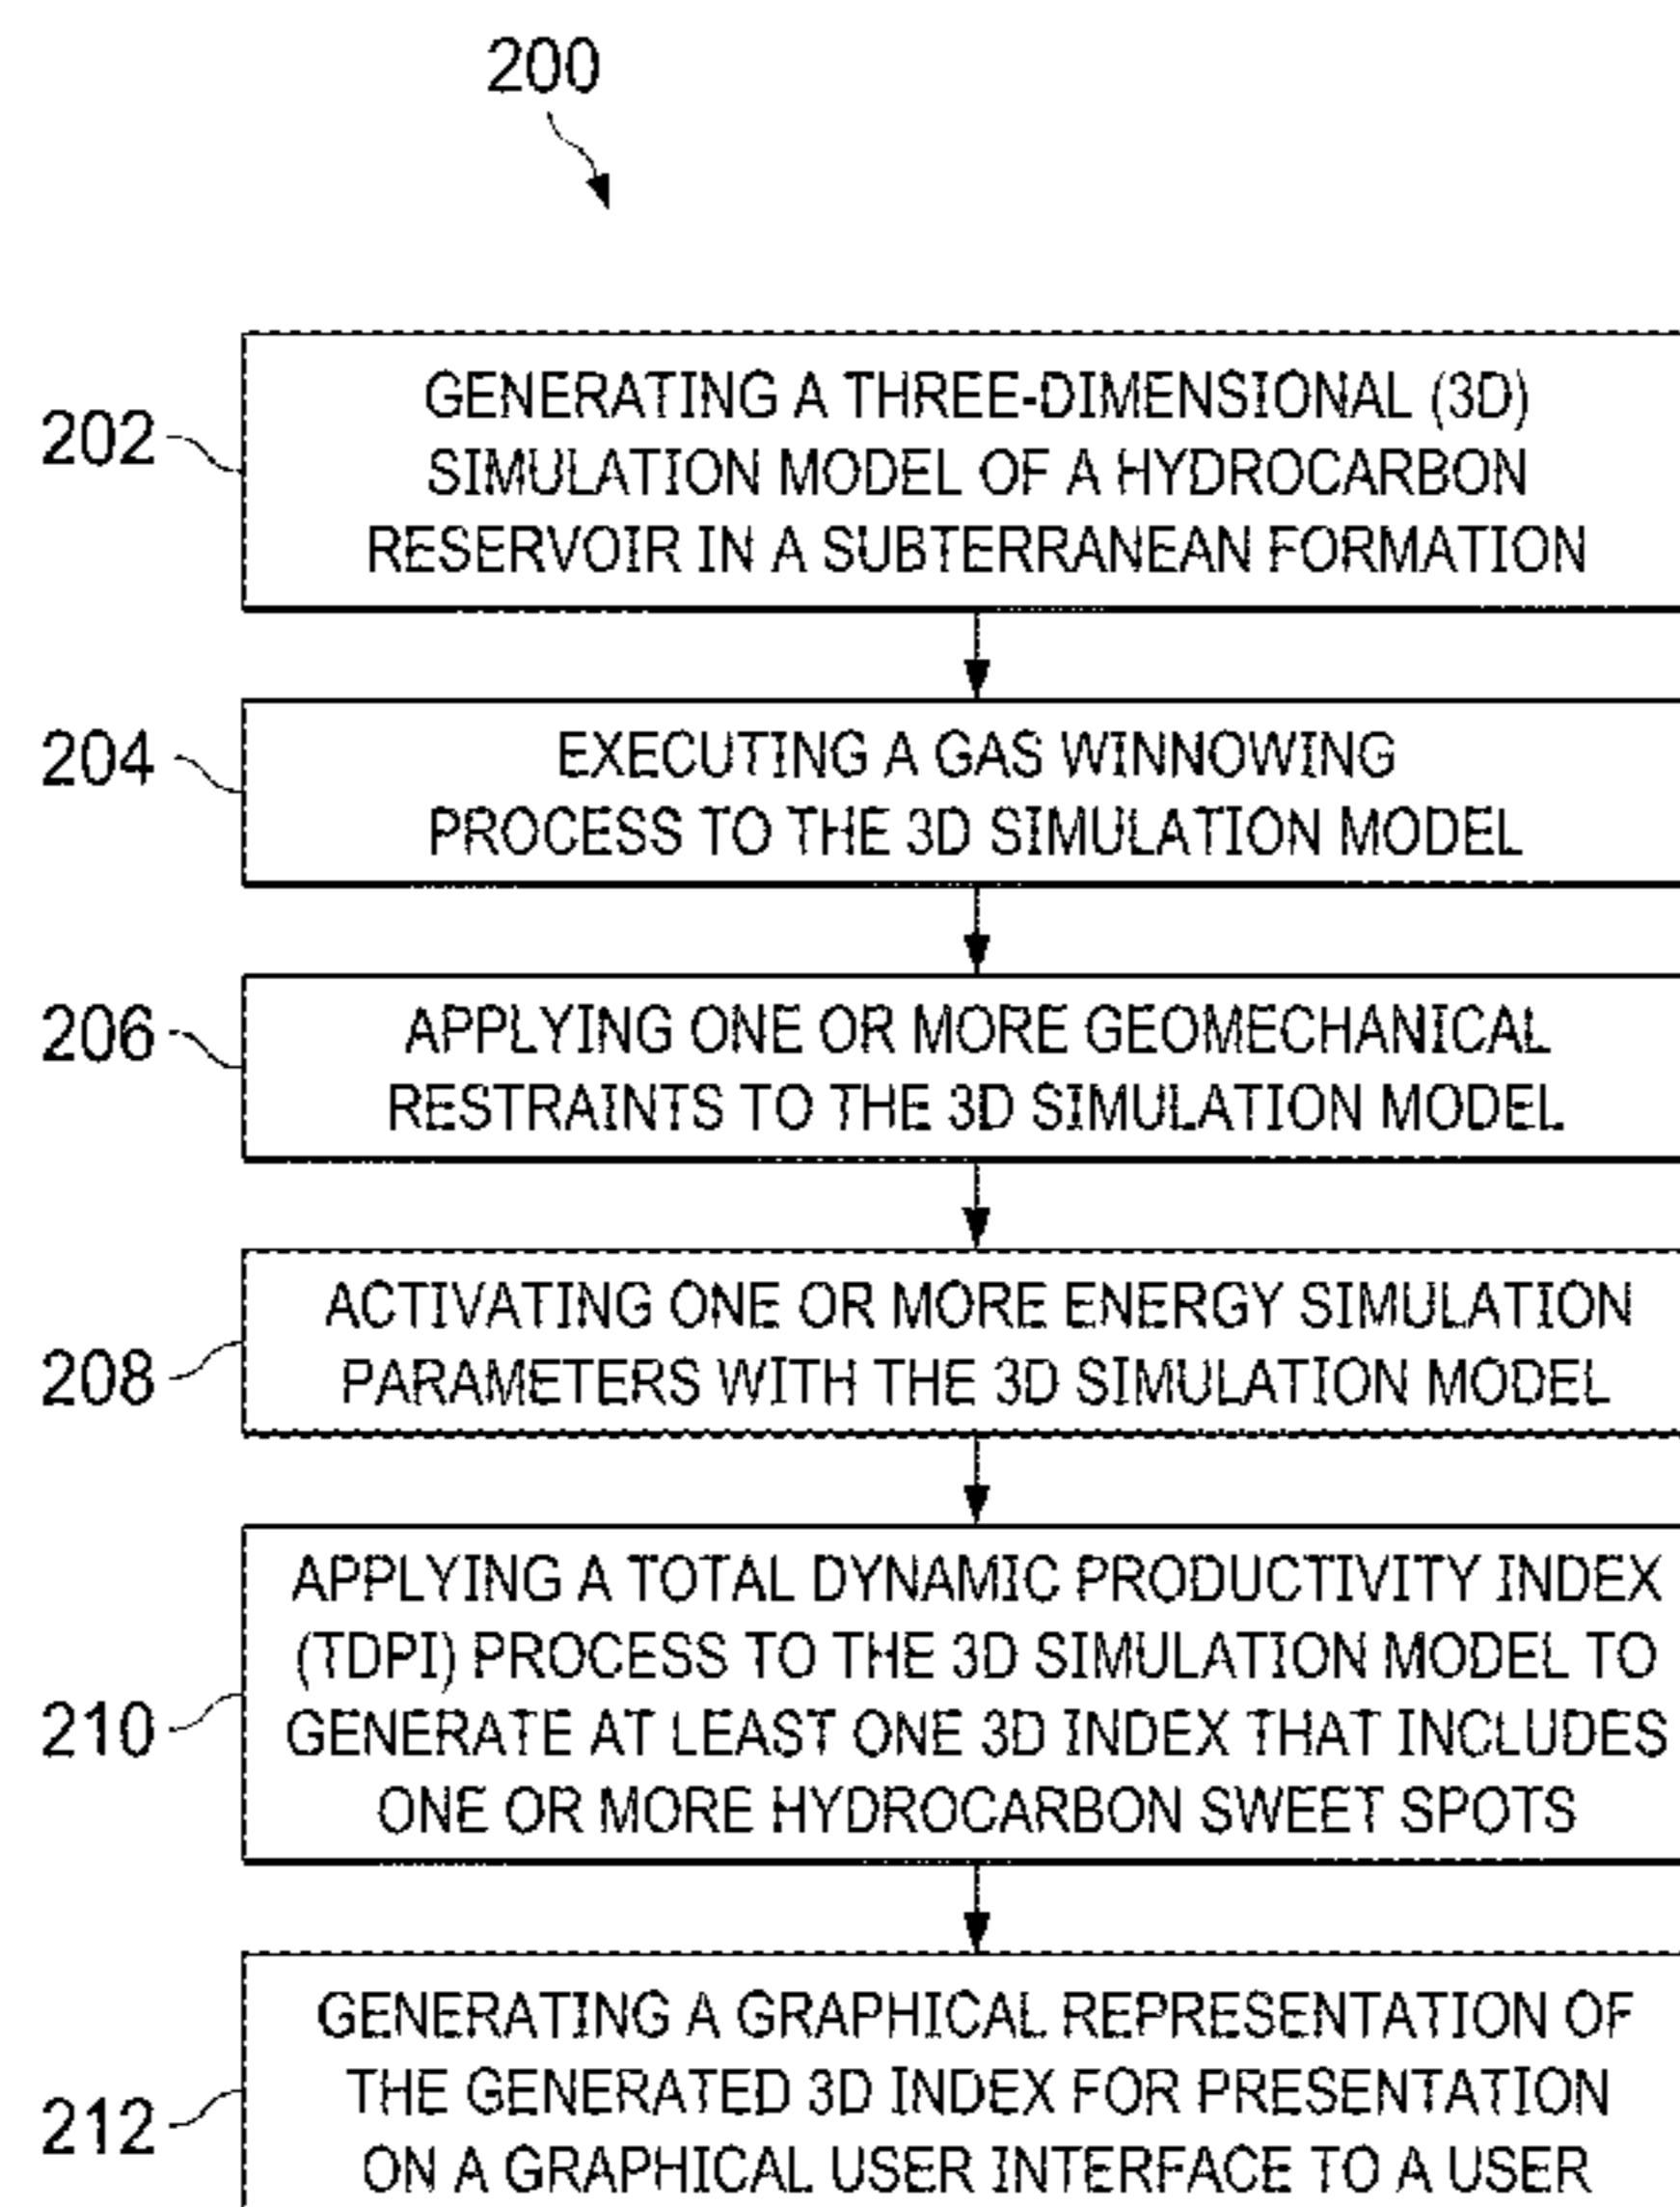 200
202
GENERATING A THREE-DIMENSIONAL (3D)
SIMULATION MODEL OF A HYDROCARBON
RESERVOIR IN A SUBTERRANEAN FORMATION
204
EXECUTING A GAS WINNOWING
PROCESS TO THE 3D SIMULATION MODEL
206
APPLYING ONE OR MORE GEOMECHANICAL
RESTRAINTS TO THE 3D SIMULATION MODEL
208
ACTIVATING ONE OR MORE ENERGY SIMULATION
PARAMETERS WITH THE 3D SIMULATION MODEL
210
APPLYING A TOTAL DYNAMIC PRODUCTIVITY INDEX
(TDPI) PROCESS TO THE 3D SIMULATION MODEL TO
GENERATE AT LEAST ONE 3D INDEX THAT INCLUDES
ONE OR MORE HYDROCARBON SWEET SPOTS
212
GENERATING A GRAPHICAL REPRESENTATION OF
THE GENERATED 3D INDEX FOR PRESENTATION
ON A GRAPHICAL USER INTERFACE TO A USER